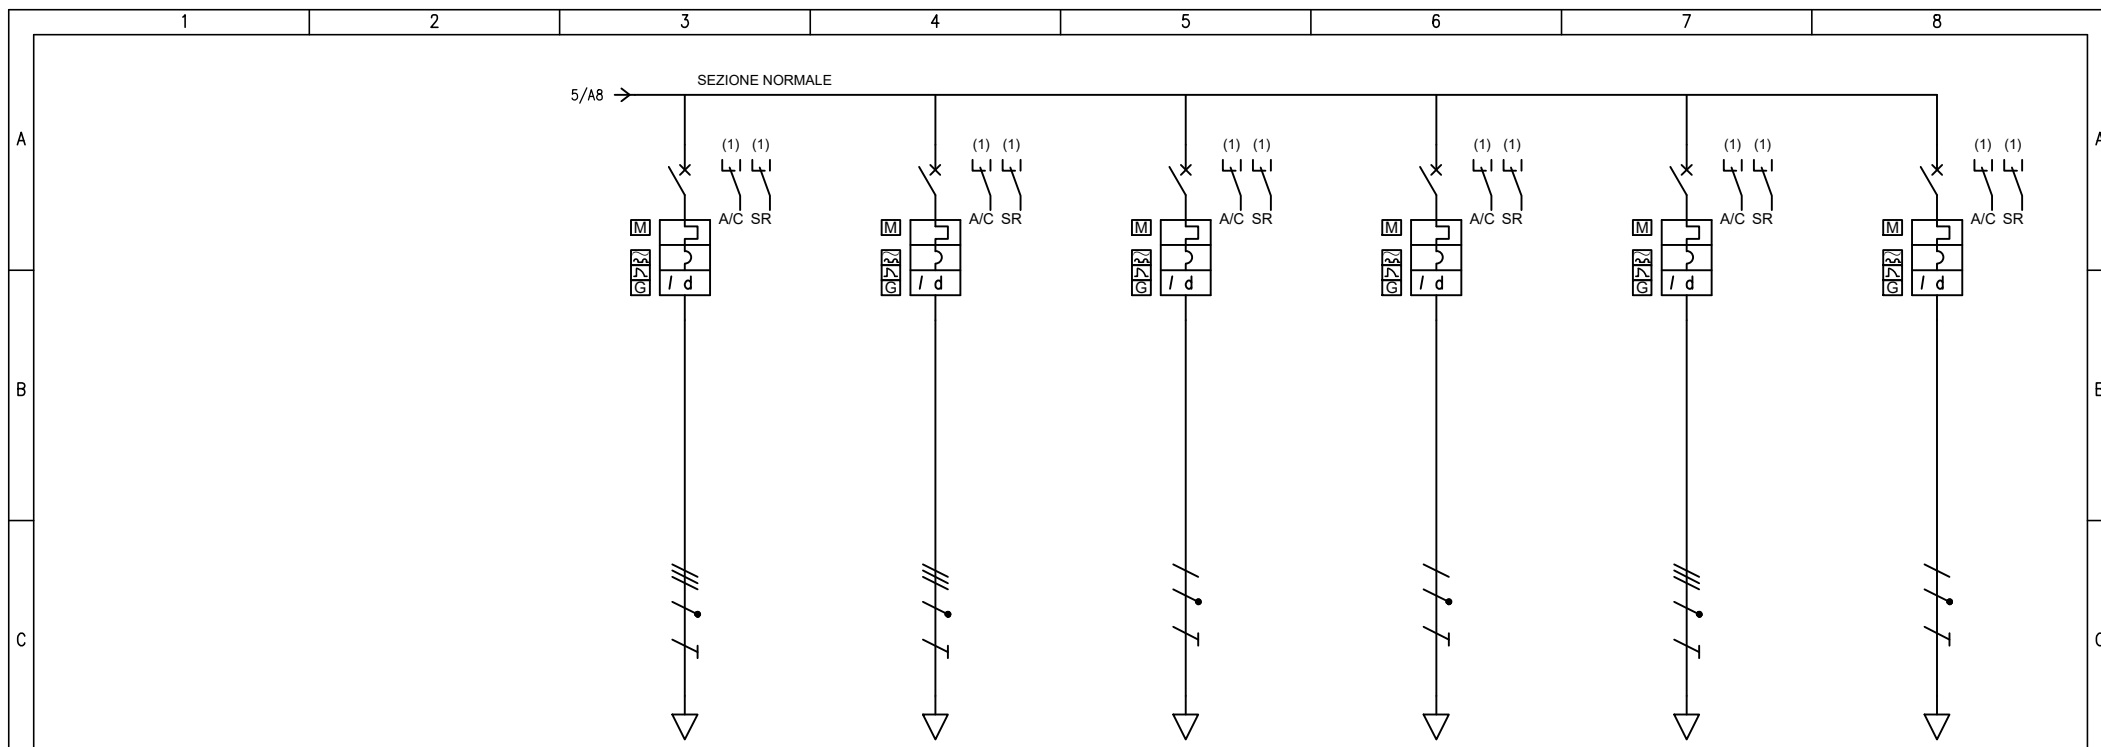 1 2 3 4 5 6 7 8
SEZIONE NORMALE
5/A8
A A
(1) (1) (1) (1) (1) (1) (1) (1) (1) (1) (1) (1)
A/C SR A/C SR A/C SR A/C SR A/C SR A/C SR
M M M M M M
G I d G I d G I d G I d G I d G I d
B B
C C